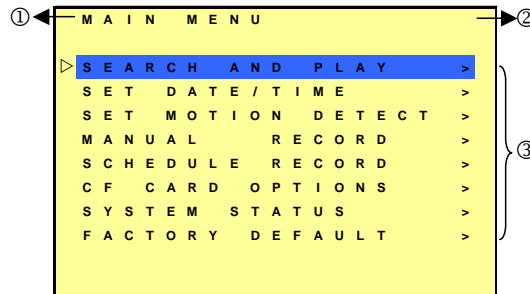 ① MAIN MENU ②
▷ SEARCH AND PLAY >
SET DATE/TIME >
SET MOTION DETECT >
MANUAL RECORD >
SCHEDULE RECORD >
CF CARD OPTIONS >
SYSTEM STATUS >
FACTORY DEFAULT >
③